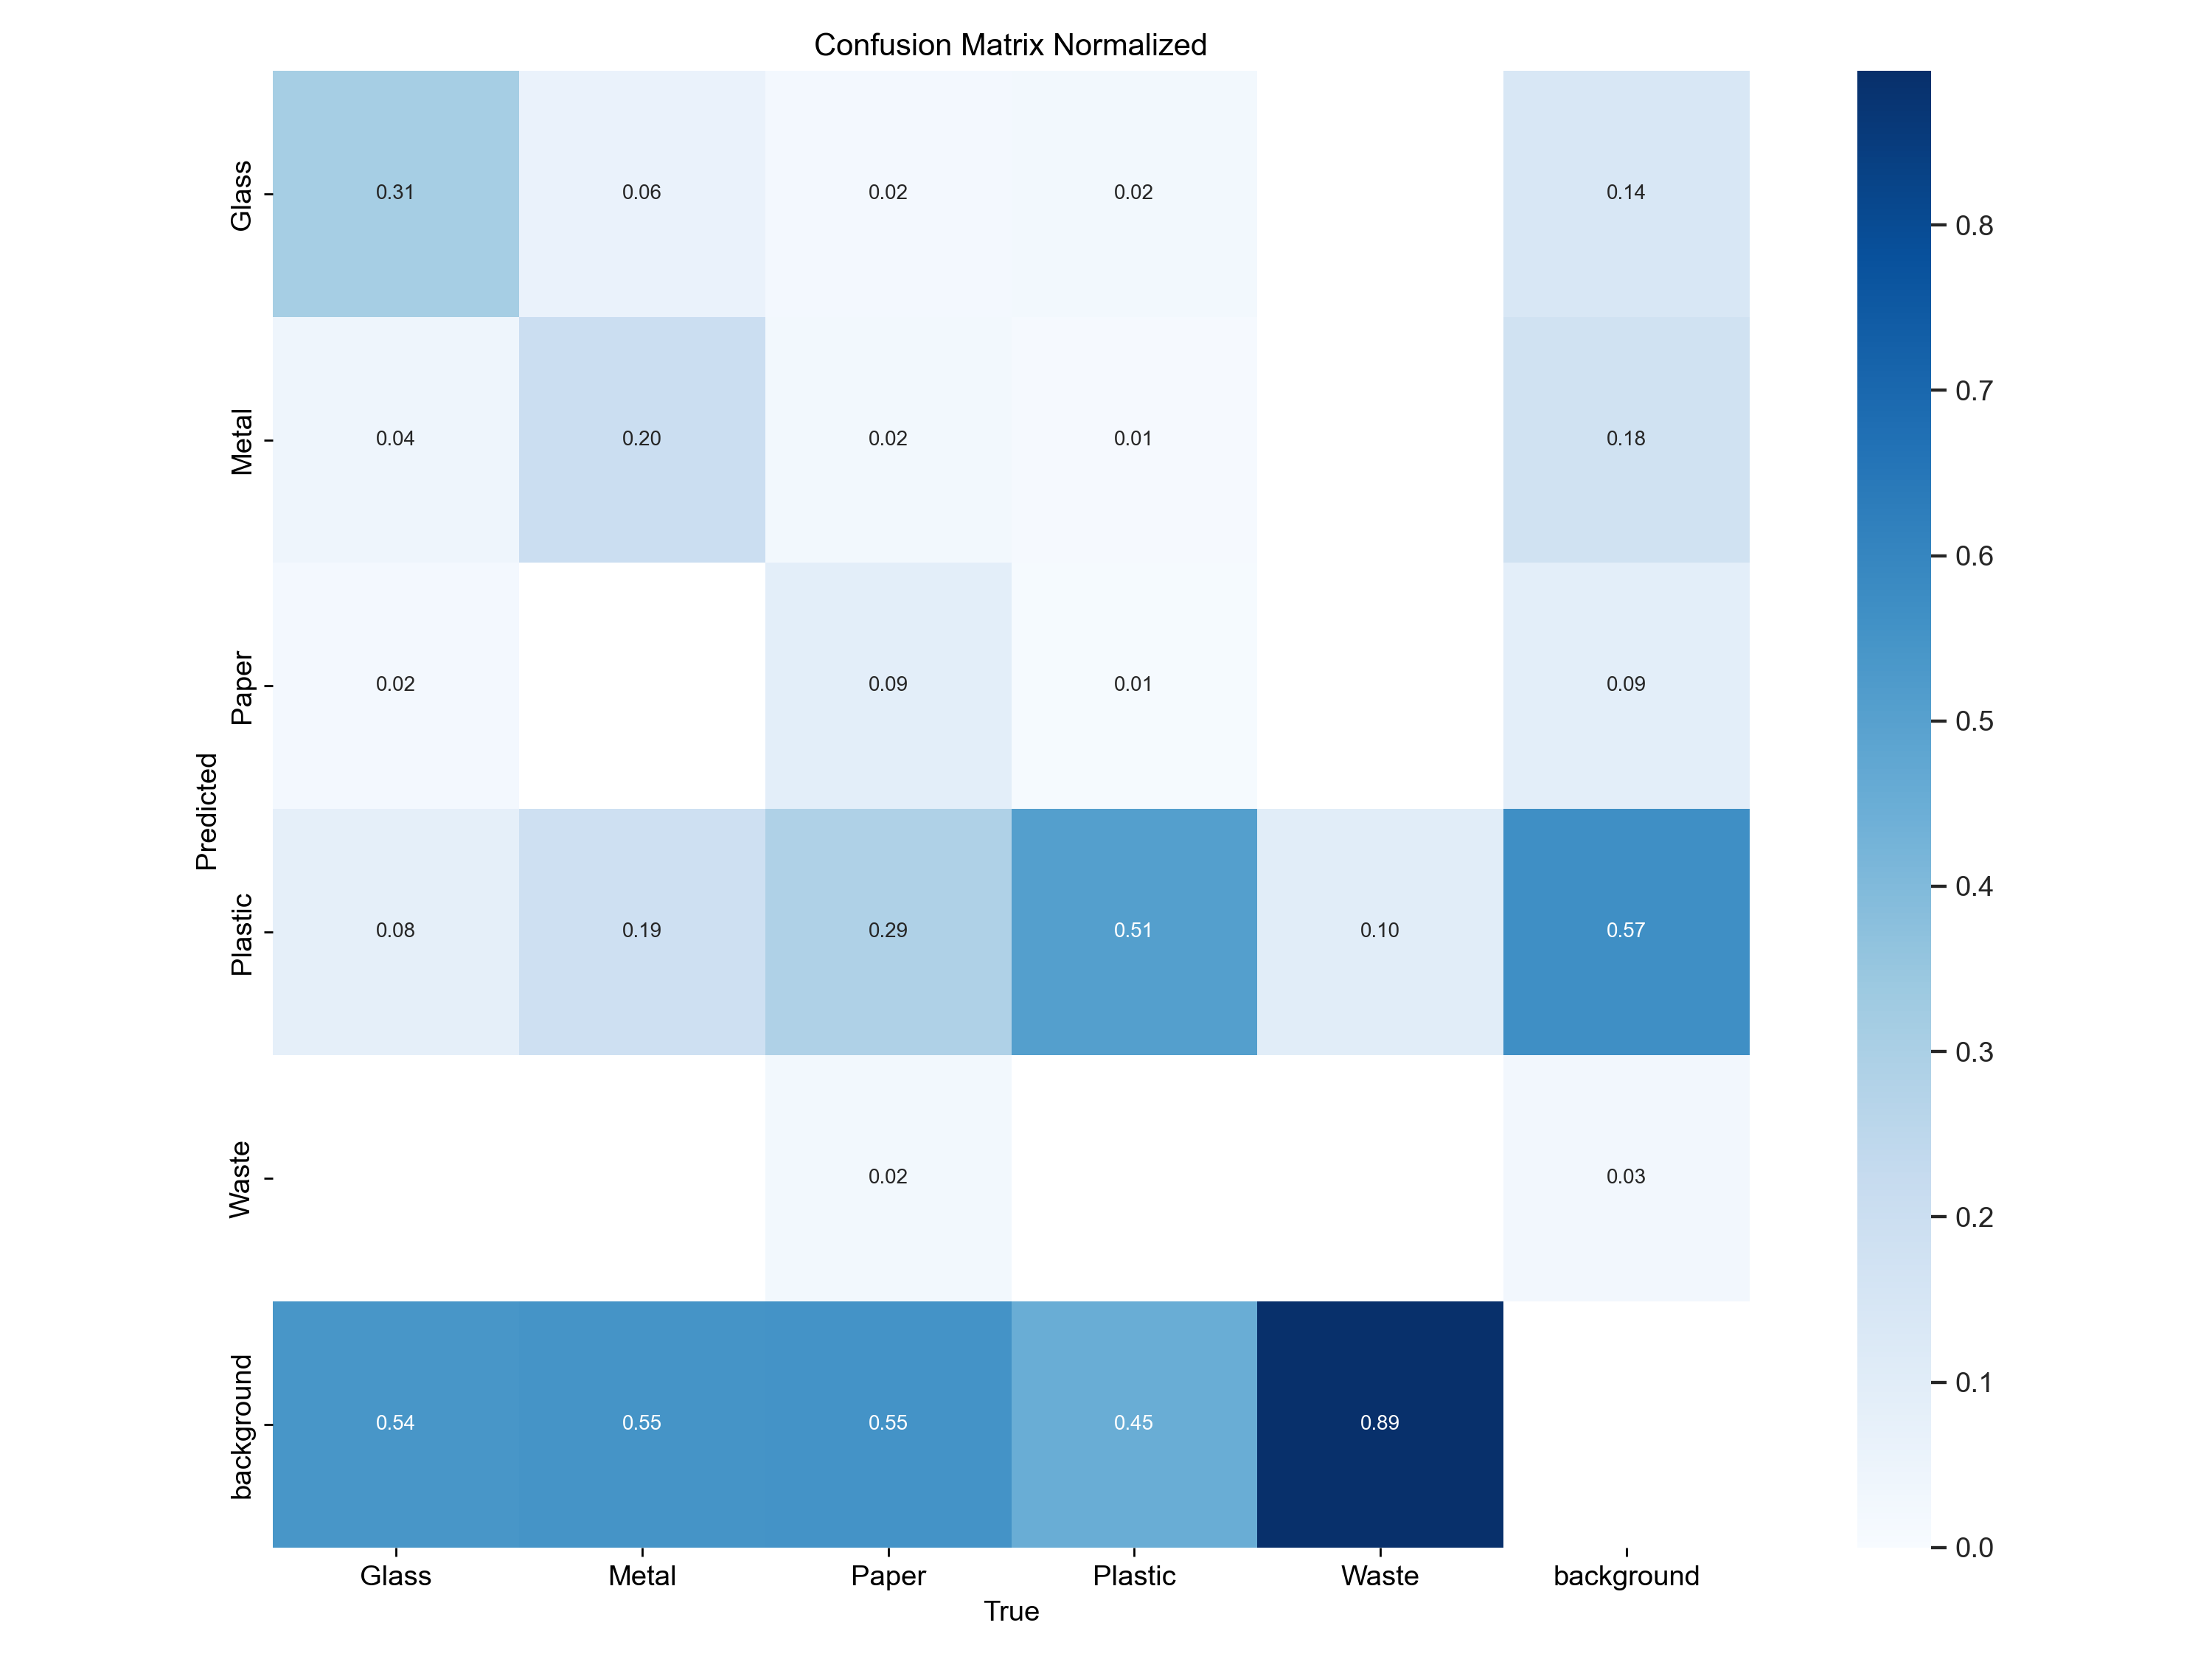 Confusion Matrix Normalized
Glass 0.31 0.06 0.02 0.02 0.14
Metal 0.04 0.20 0.02 0.01 0.18
Paper 0.02 0.09 0.01 0.09
Plastic 0.08 0.19 0.29 0.51 0.10 0.57
Waste 0.02 0.03
background 0.54 0.55 0.55 0.45 0.89
Predicted
Glass Metal Paper Plastic Waste background
True
0.8
0.7
0.6
0.5
0.4
0.3
0.2
0.1
0.0